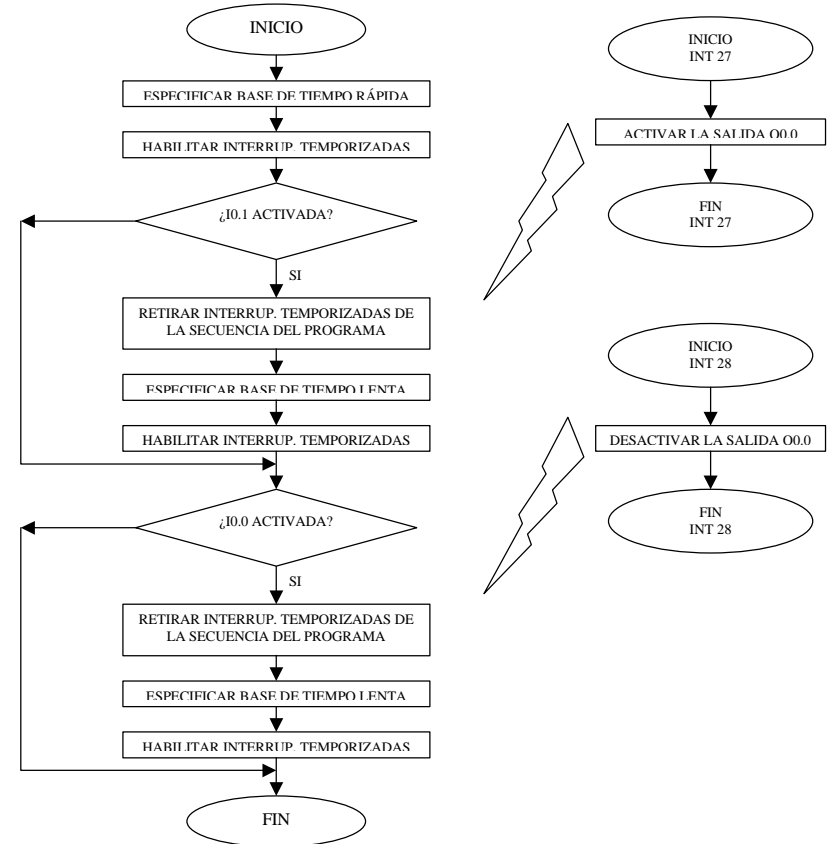 INICIO
ESPECIFICAR BASE DE TIEMPO RÁPIDA
HABILITAR INTERRUP. TEMPORIZADAS
¿I0.1 ACTIVADA?
SI
RETIRAR INTERRUP. TEMPORIZADAS DE
LA SECUENCIA DEL PROGRAMA
ESPECIFICAR BASE DE TIEMPO LENTA
HABILITAR INTERRUP. TEMPORIZADAS
¿I0.0 ACTIVADA?
SI
RETIRAR INTERRUP. TEMPORIZADAS DE
LA SECUENCIA DEL PROGRAMA
ESPECIFICAR BASE DE TIEMPO LENTA
HABILITAR INTERRUP. TEMPORIZADAS
FIN
INICIO
INT 27
ACTIVAR LA SALIDA Q0.0
FIN
INT 27
INICIO
INT 28
DESACTIVAR LA SALIDA Q0.0
FIN
INT 28